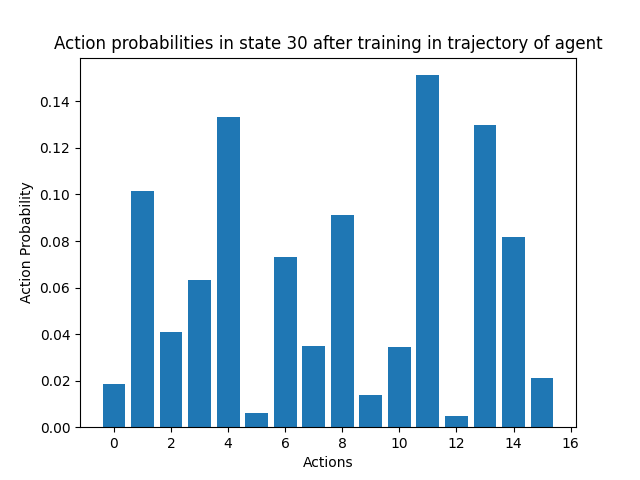 Action probabilities in state 30 after training in trajectory of agent
0.14
0.12
0.10
0.08
0.06
0.04
0.02
0.00
Action Probability
0 2 4 6 8 10 12 14 16
Actions